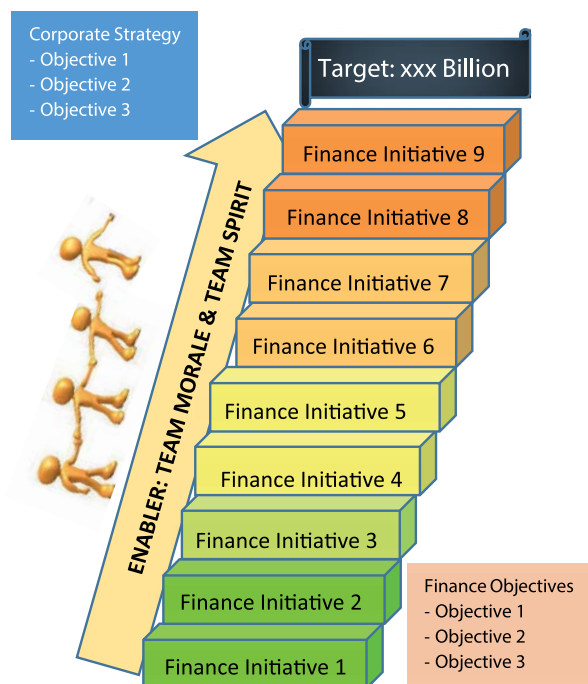 Corporate Strategy
- Objective 1
- Objective 2
- Objective 3
Target: xxx Billion
Finance Initiative 9
Finance Initiative 8
Finance Initiative 7
Finance Initiative 6
Finance Initiative 5
Finance Initiative 4
Finance Initiative 3
Finance Initiative 2
Finance Initiative 1
ENABLER: TEAM MORALE & TEAM SPIRIT
Finance Objectives
- Objective 1
- Objective 2
- Objective 3